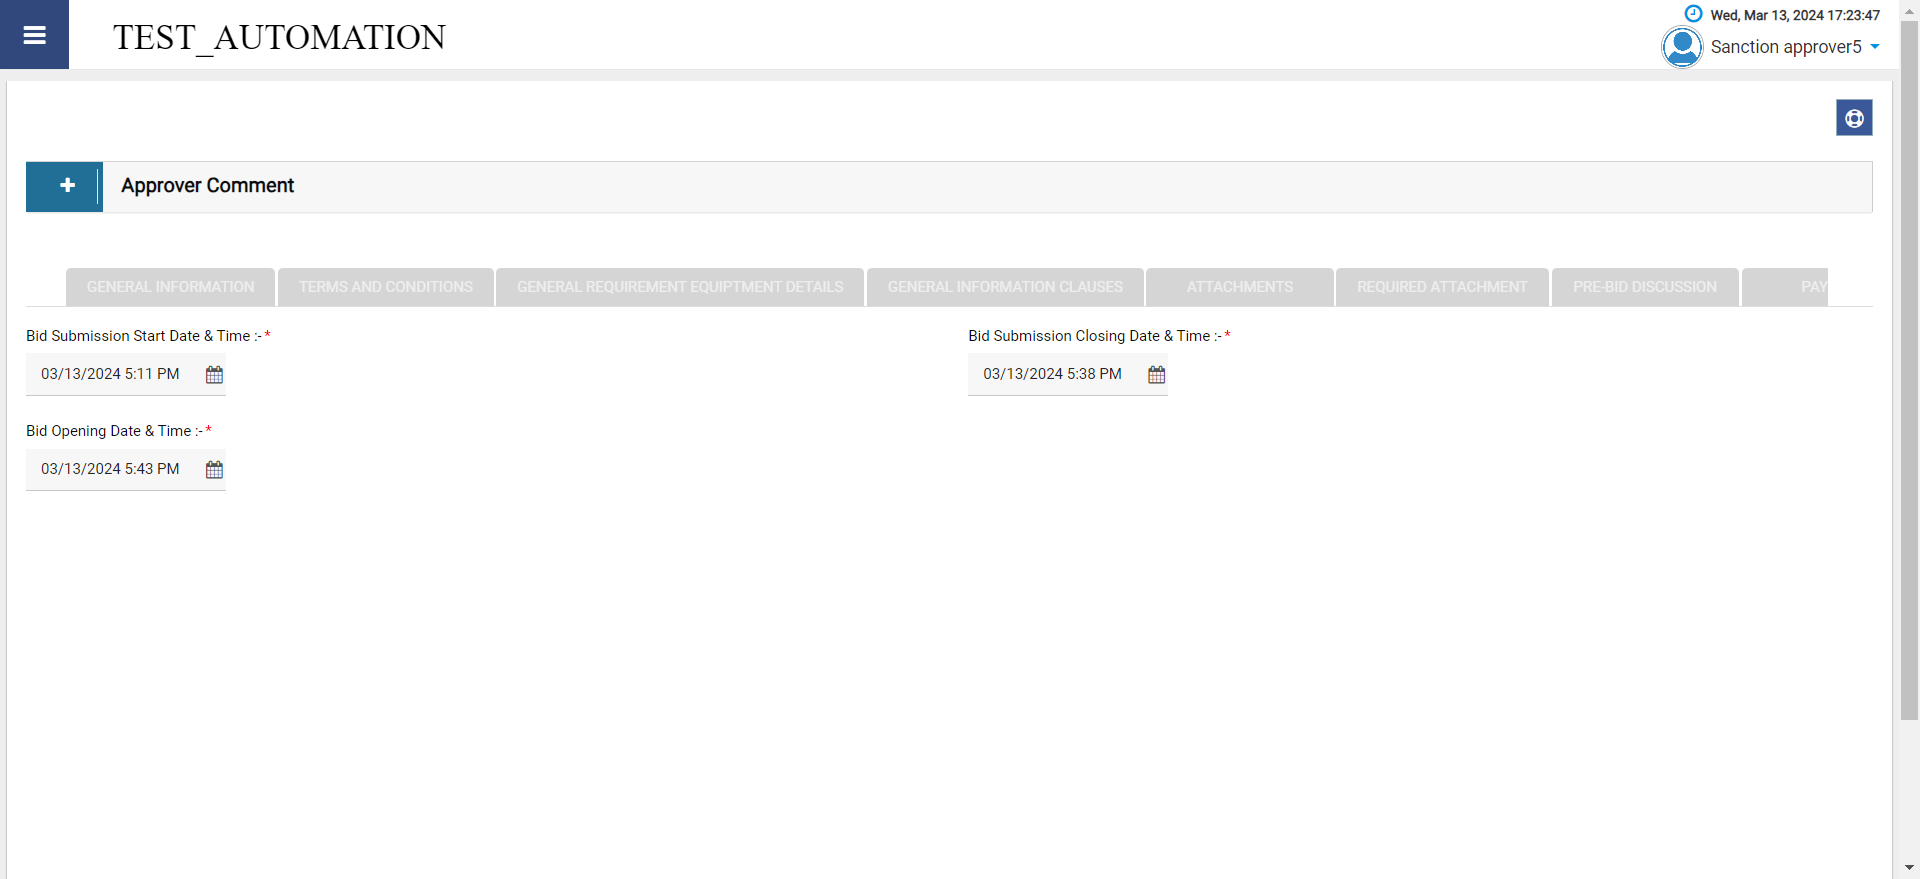 TEST_AUTOMATION
Wed, Mar 13, 2024 17:23:47
Sanction approver5
Approver Comment
GENERAL INFORMATION TERMS AND CONDITIONS GENERAL REQUIREMENT EQUIPTMENT DETAILS GENERAL INFORMATION CLAUSES ATTACHMENTS REQUIRED ATTACHMENT PRE-BID DISCUSSION PAY
Bid Submission Start Date & Time :- * Bid Submission Closing Date & Time :- *
03/13/2024 5:11 PM 03/13/2024 5:38 PM
Bid Opening Date & Time :- *
03/13/2024 5:43 PM